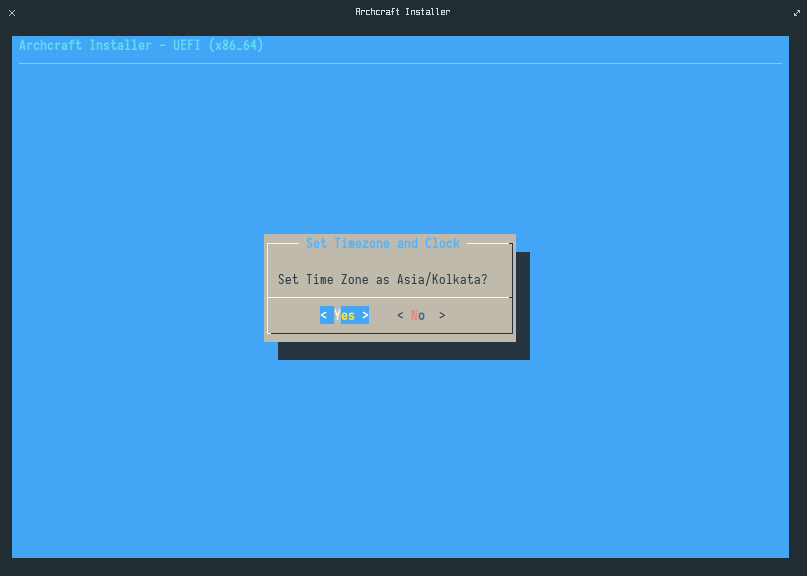 Archcraft Installer
Archcraft Installer - UEFI (x86_64)
Set Timezone and Clock
Set Time Zone as Asia/Kolkata?
< Yes > < No >